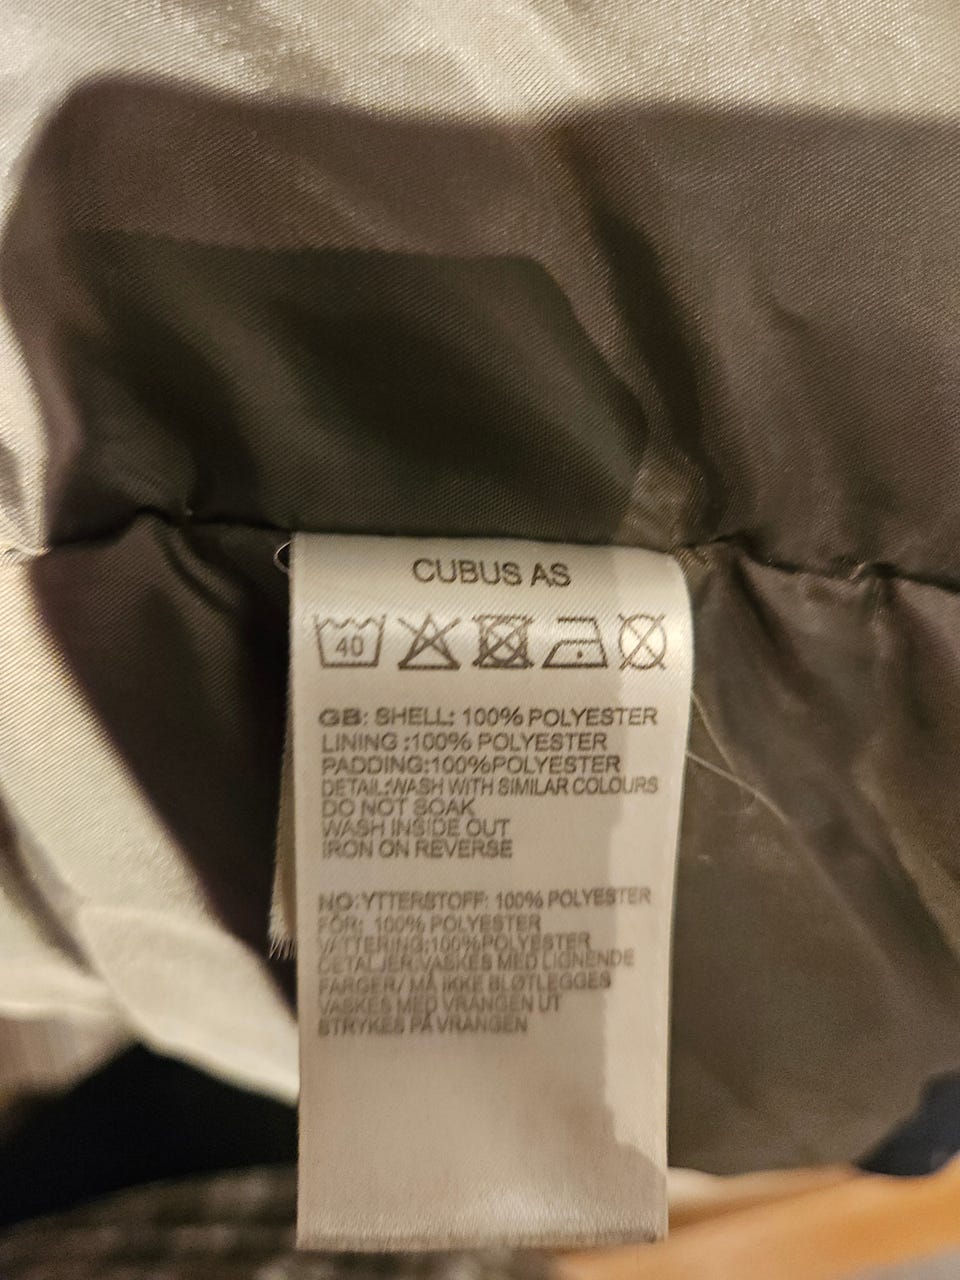 CUBUS AS
40
GB: SHELL: 100% POLYESTER
LINING :100% POLYESTER
PADDING:100%POLYESTER
DETAIL:WASH WITH SIMILAR COLOURS
DO NOT SOAK
WASH INSIDE OUT
IRON ON REVERSE
NO:YTTERSTOFF: 100% POLYESTER
FÔR: 100% POLYESTER
VATTERING:100%POLYESTER
DETALJER:VASKES MED LIGNENDE
FARGER/ MÅ IKKE BLØTLEGGES
VASKES MED VRANGEN UT
STRYKES PÅ VRANGEN